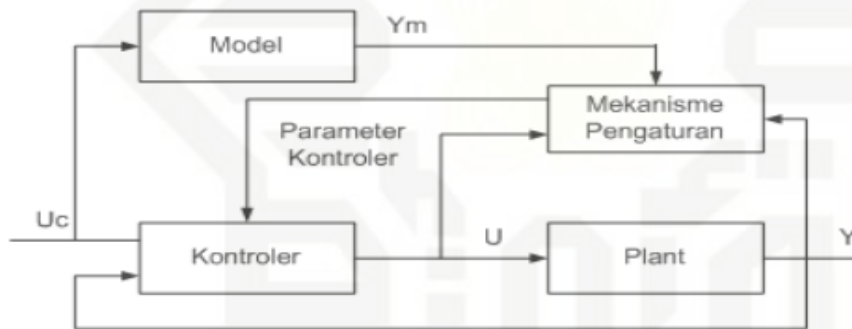 Model
Ym
Mekanisme
Pengaturan
Parameter
Kontroler
Uc
Kontroler
U
Plant
Y